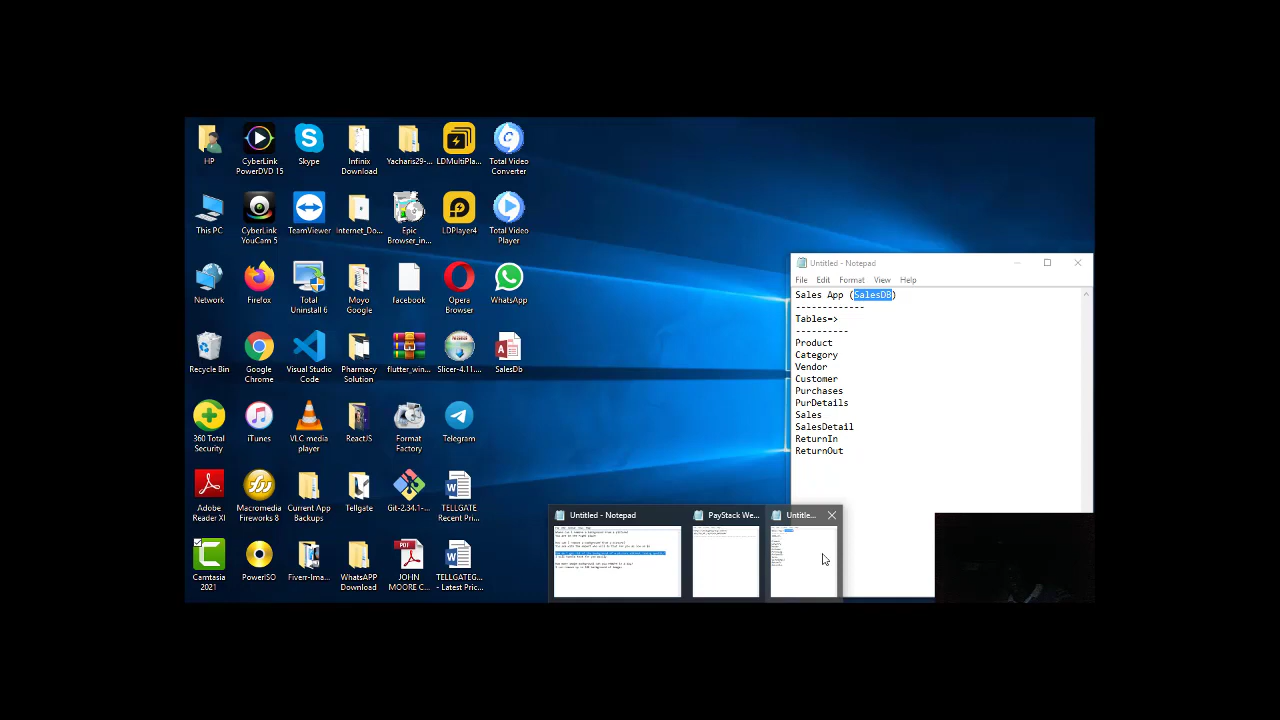 HP
CyberLink PowerDVD 15
Skype
Infinix Download
Yacharis29-...
LDMultiPla...
Total Video Converter
This PC
CyberLink YouCam 5
TeamViewer
Internet_Do...
Epic Browser_in...
LDPlayer4
Total Video Player
Network
Firefox
Total Uninstall 6
Moyo Google
facebook
Opera Browser
WhatsApp
Recycle Bin
Google Chrome
Visual Studio Code
Pharmacy Solution
flutter_win...
Slicer-4.11....
SalesDb
360 Total Security
iTunes
VLC media player
ReactJS
Format Factory
Telegram
Adobe Reader XI
Macromedia Fireworks 8
Current App Backups
Tellgate
Git-2.34.1-...
TELLGATE Recent Pri...
Camtasia 2021
PowerISO
Fiverr-Ima...
WhatsAPP Download
JOHN MOORE C...
TELLGATEG... - Latest Pric...
Untitled - Notepad
File Edit Format View Help
Sales App (SalesDB)
-------------
Tables=>
----------
Product
Category
Vendor
Customer
Purchases
PurDetails
Sales
SalesDetail
ReturnIn
ReturnOut
Untitled - Notepad
PayStack We...
Untitle...